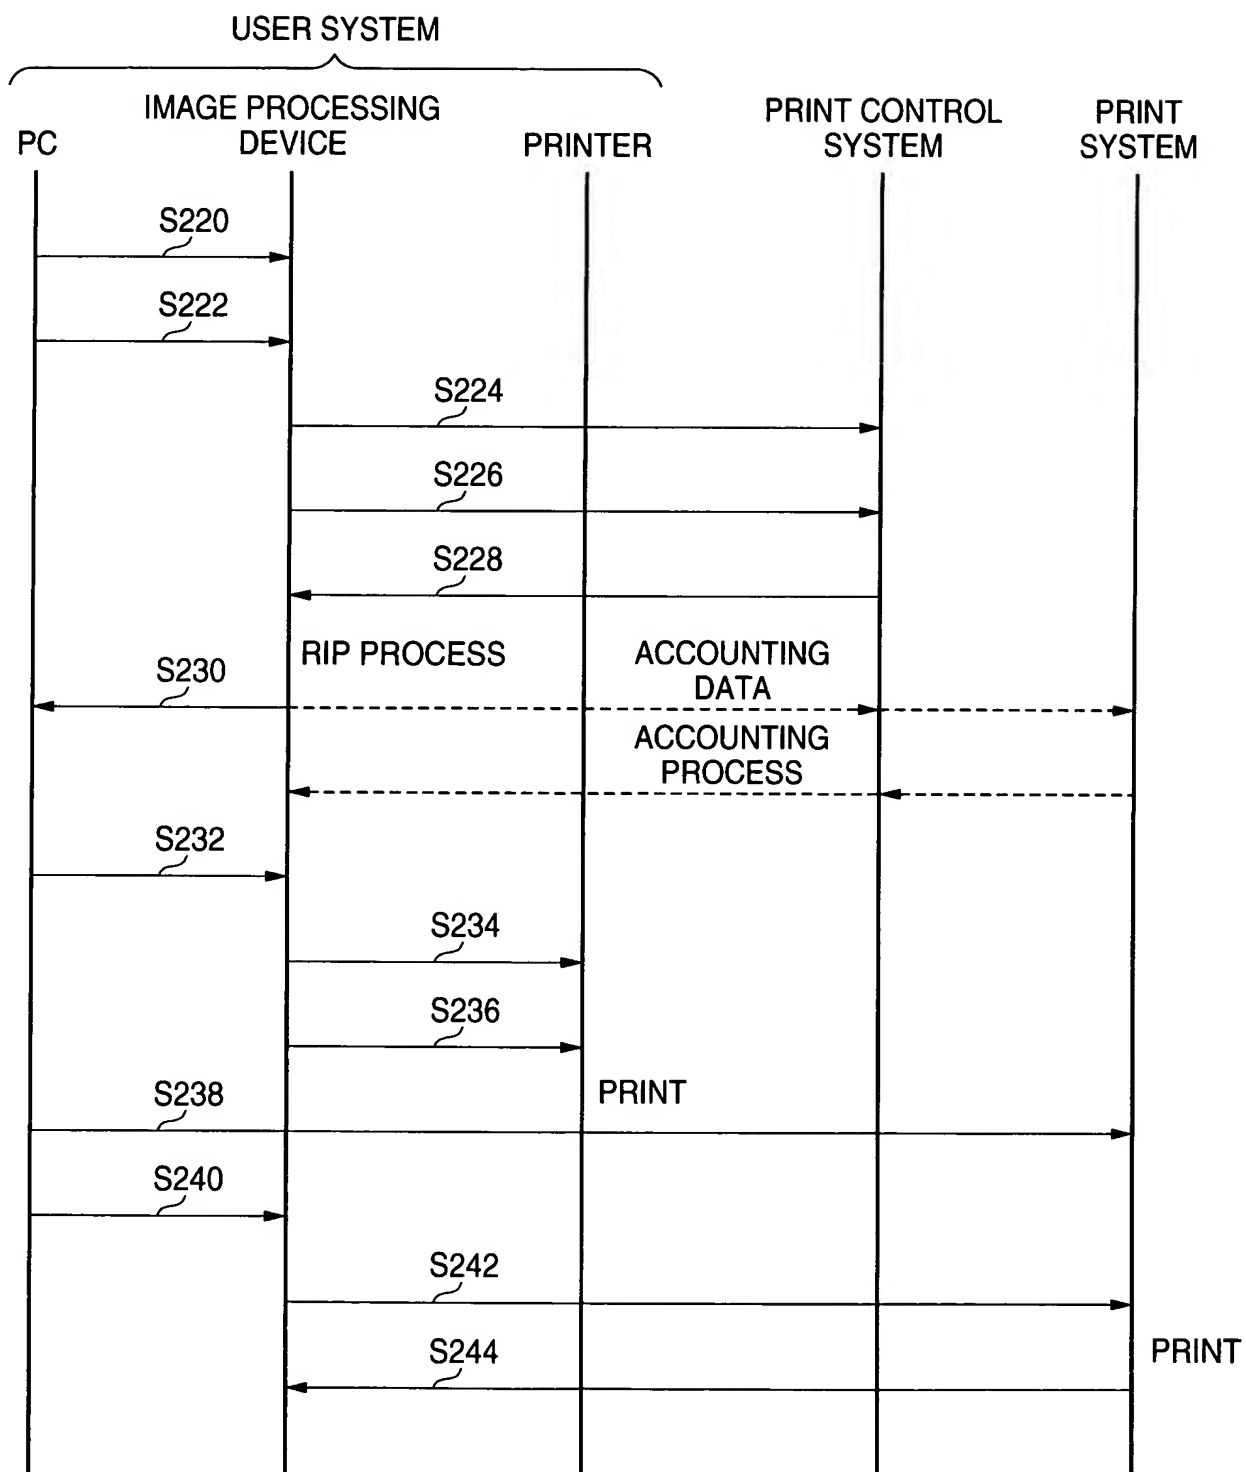 USER SYSTEM
IMAGE PROCESSING
DEVICE
PC
PRINTER
PRINT CONTROL
SYSTEM
PRINT
SYSTEM
S220
S222
S224
S226
S228
RIP PROCESS
ACCOUNTING
DATA
S230
ACCOUNTING
PROCESS
S232
S234
S236
PRINT
S238
S240
S242
S244
PRINT